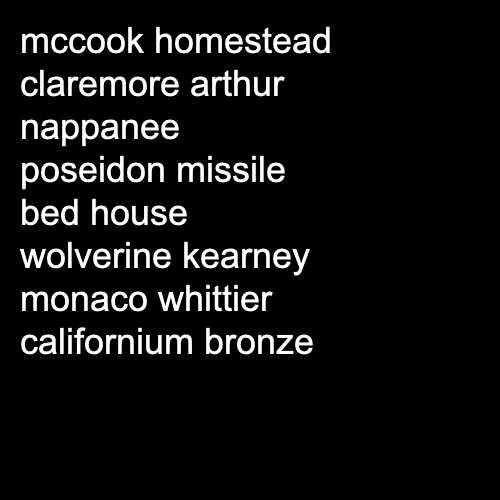 mccook homestead
claremore arthur
nappanee
poseidon missile
bed house
wolverine kearney
monaco whittier
californium bronze